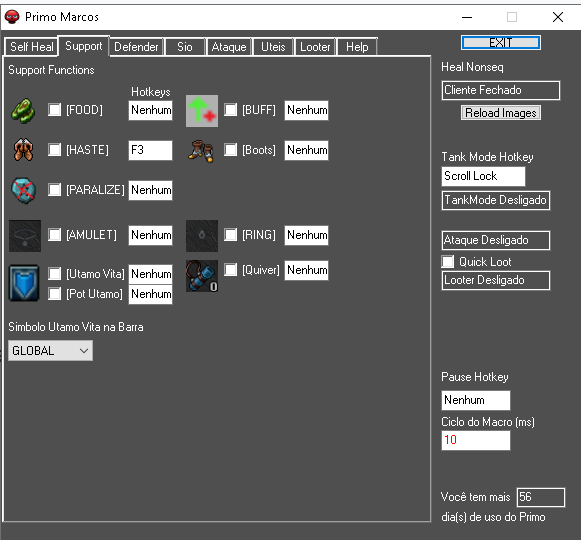 Primo Marcos
Self Heal
Support
Defender
Sio
Ataque
Uteis
Looter
Help
EXIT
Support Functions
Hotkeys
[FOOD]
Nenhum
[BUFF]
Nenhum
[HASTE]
F3
[Boots]
Nenhum
[PARALIZE]
Nenhum
[AMULET]
Nenhum
[RING]
Nenhum
[Utamo Vita]
Nenhum
[Pot Utamo]
Nenhum
0
[Quiver]
Nenhum
Simbolo Utamo Vita na Barra
GLOBAL
Heal Nonseq
Cliente Fechado
Reload Images
Tank Mode Hotkey
Scroll Lock
TankMode Desligado
Ataque Desligado
Quick Loot
Looter Desligado
Pause Hotkey
Nenhum
Ciclo do Macro (ms)
10
Você tem mais 56
dia(s) de uso do Primo